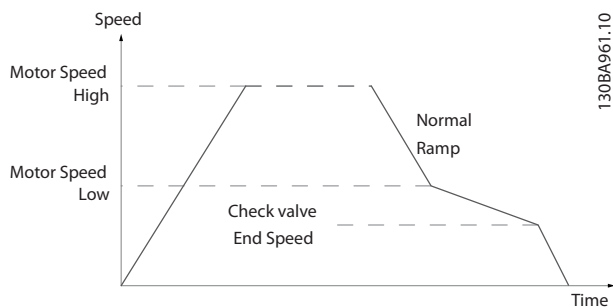 Speed
130BA961.10
Motor Speed
High
Normal
Ramp
Motor Speed
Low
Check valve
End Speed
Time